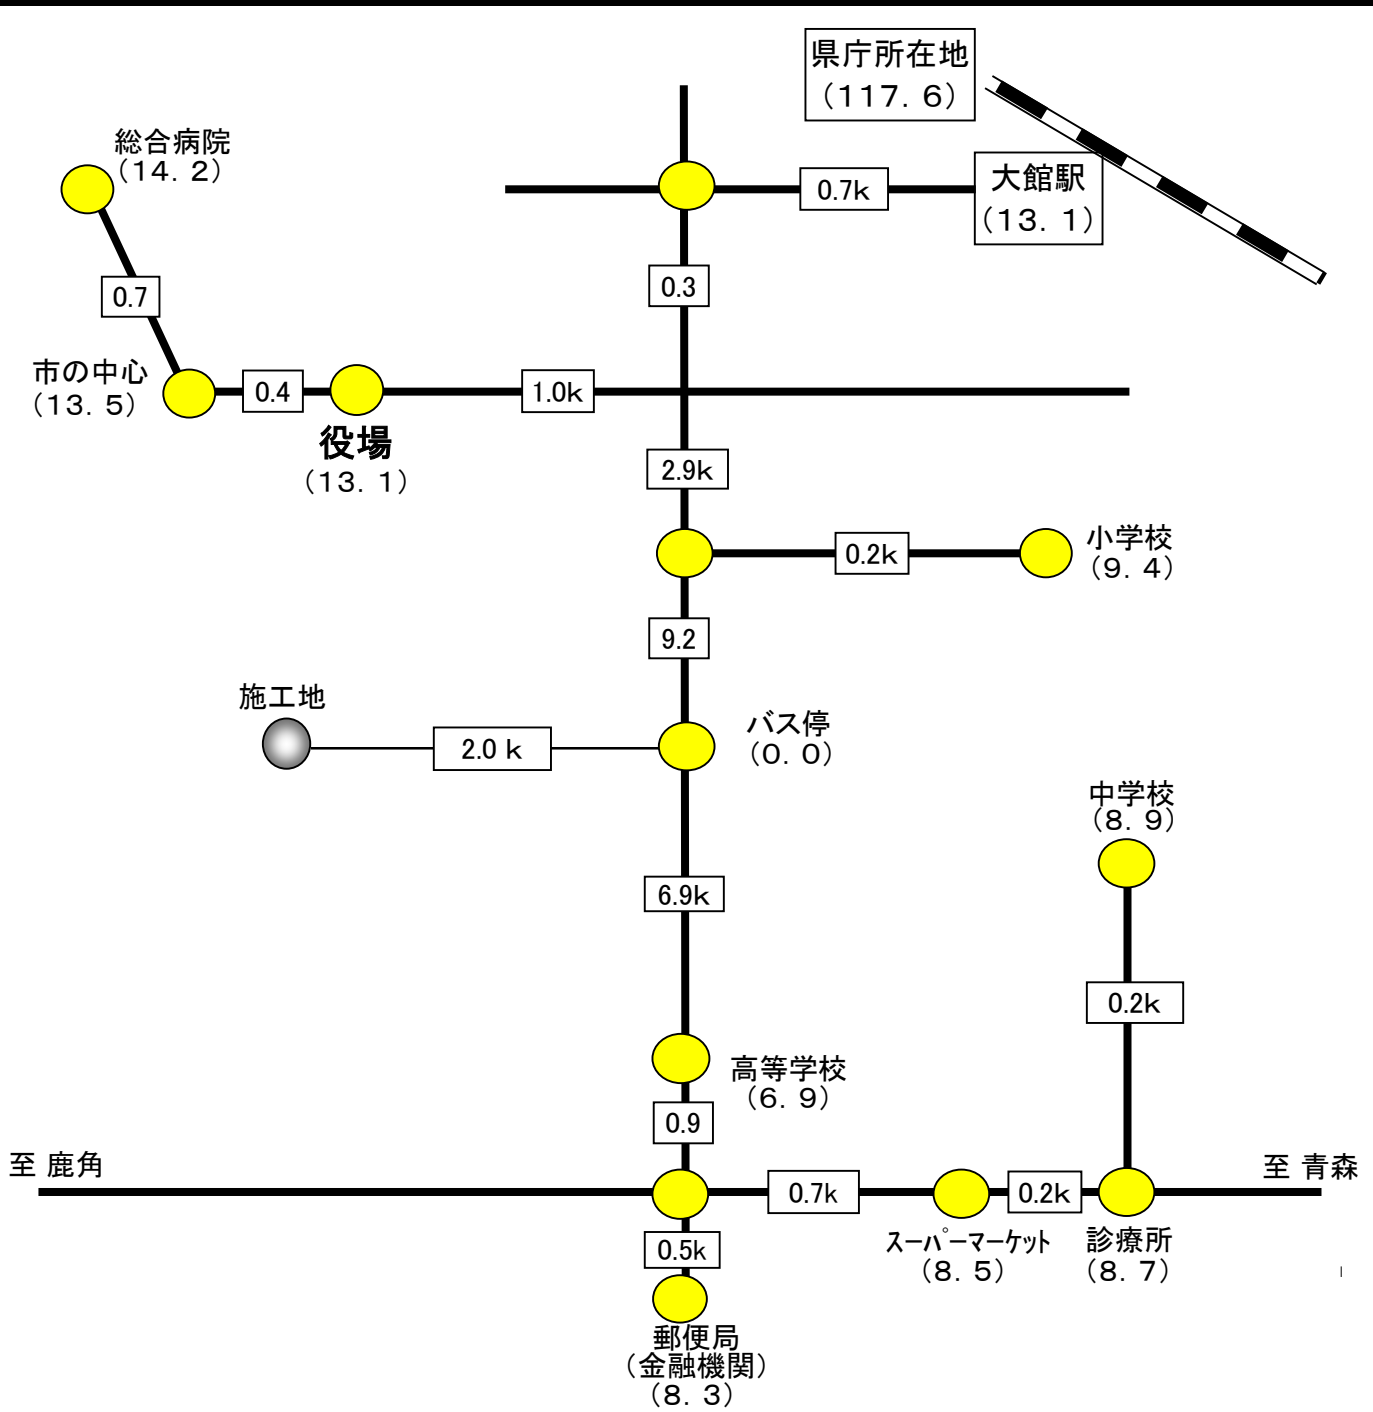 県庁所在地
（117．6）
総合病院
（14．2）
0.7k
大館駅
（13．1）
0.7
0.3
市の中心
（13．5）
0.4
1.0k
役場
（13．1）
2.9k
0.2k
小学校
（9．4）
9.2
施工地
2.0 k
バス停
（0．0）
中学校
（8．9）
6.9k
0.2k
高等学校
（6．9）
0.9
至 鹿角
至 青森
0.7k
0.2k
0.5k
ｽｰﾊﾟｰﾏｰｹｯﾄ
（8．5）
診療所
（8．7）
郵便局
（金融機関）
（8．3）